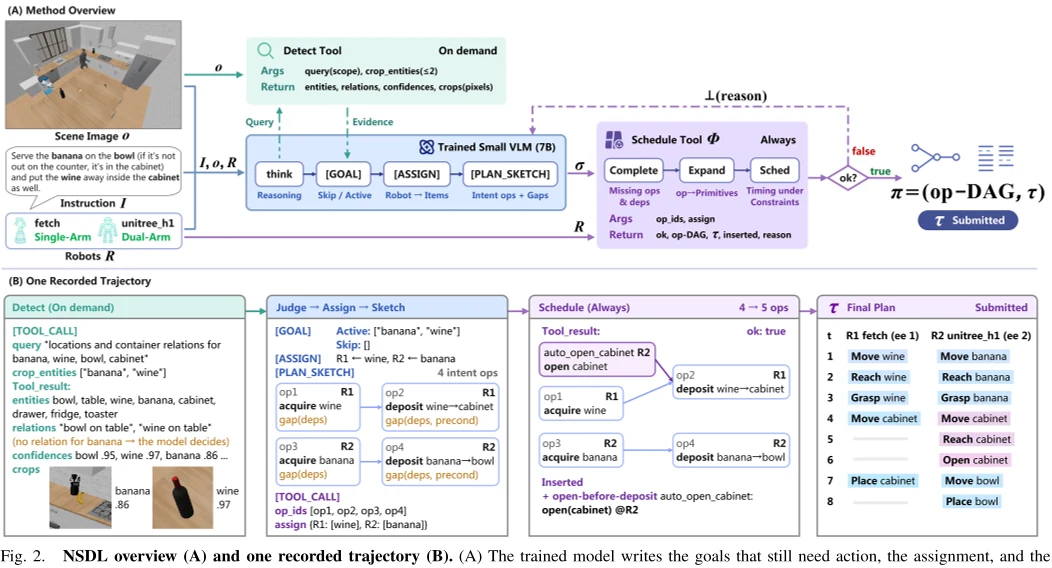 (A) Method Overview
Scene Image o
Serve the banana on the bowl (if it's not
out on the counter, it's in the cabinet)
and put the wine away inside the cabinet
as well.
Instruction I
fetch
Single-Arm
unitree_h1
Dual-Arm
Robots R
o
I, o, R
R
Detect Tool
On demand
Args query(scope), crop_entities(≤2)
Return entities, relations, confidences, crops(pixels)
Query
Evidence
Trained Small VLM (7B)
think
[GOAL]
[ASSIGN]
[PLAN_SKETCH]
Reasoning
Skip / Active
Robot → Items
Intent ops + Gaps
σ
⊥(reason)
Schedule Tool Φ
Always
Complete
Expand
Sched
Missing ops
& deps
op→Primitives
Timing under
Constraints
Args op_ids, assign
Return ok, op-DAG, τ, inserted, reason
ok?
false
true
π=(op-DAG, τ)
τ Submitted
(B) One Recorded Trajectory
Detect (On demand)
[TOOL_CALL]
query "locations and container relations for
banana, wine, bowl, cabinet"
crop_entities ["banana", "wine"]
Tool_result:
entities bowl, table, wine, banana, cabinet,
drawer, fridge, toaster
relations "bowl on table", "wine on table"
(no relation for banana → the model decides)
confidences bowl .95, wine .97, banana .86 ...
crops
banana
.86
wine
.97
Judge → Assign → Sketch
[GOAL] Active: ["banana", "wine"]
Skip: []
[ASSIGN] R1 ← wine, R2 ← banana
[PLAN_SKETCH] 4 intent ops
op1 R1
acquire wine
gap(deps)
op2 R1
deposit wine→cabinet
gap(deps, precond)
op3 R2
acquire banana
gap(deps)
op4 R2
deposit banana→bowl
gap(deps, precond)
[TOOL_CALL]
op_ids [op1, op2, op3, op4]
assign {R1: [wine], R2: [banana]}
Schedule (Always)
4 → 5 ops
Tool_result:
ok: true
auto_open_cabinet R2
open cabinet
op1 R1
acquire wine
op2 R1
deposit wine→cabinet
op3 R2
acquire banana
op4 R2
deposit banana→bowl
Inserted
+ open-before-deposit auto_open_cabinet:
open(cabinet) @R2
τ Final Plan
Submitted
t R1 fetch (ee 1) R2 unitree_h1 (ee 2)
1 Move wine Move banana
2 Reach wine Reach banana
3 Grasp wine Grasp banana
4 Move cabinet Move cabinet
5 Reach cabinet
6 Open cabinet
7 Place cabinet Move bowl
8 Place bowl
Fig. 2. NSDL overview (A) and one recorded trajectory (B). (A) The trained model writes the goals that still need action, the assignment, and the